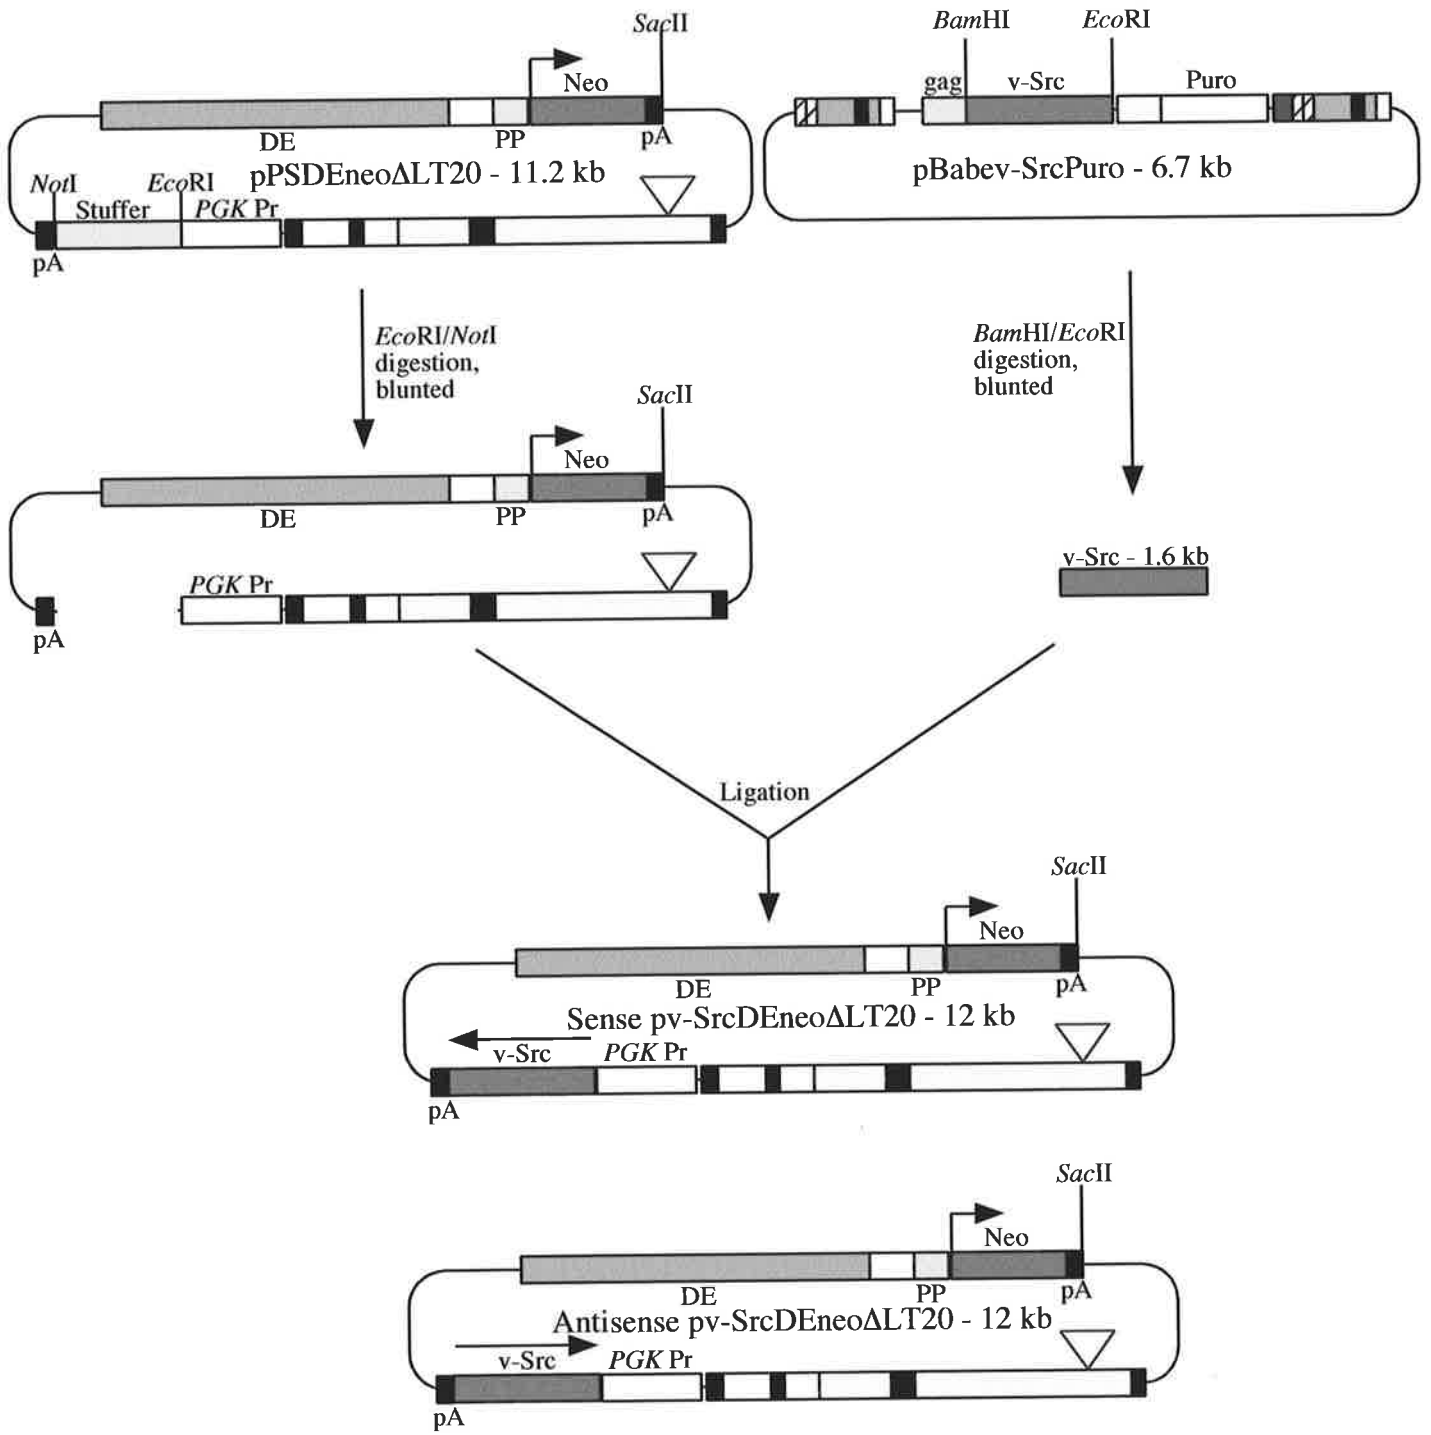 SacII
BamHI
EcoRI
Neo
gag
v-Src
Puro
DE
PP
pA
pPSDEneoΔLT20 - 11.2 kb
pBabev-SrcPuro - 6.7 kb
NotI
EcoRI
Stuffer
PGK Pr
pA
EcoRI/NotI
digestion,
blunted
BamHI/EcoRI
digestion,
blunted
SacII
Neo
DE
PP
pA
v-Src - 1.6 kb
PGK Pr
pA
Ligation
SacII
Neo
DE
PP
pA
Sense pv-SrcDEneoΔLT20 - 12 kb
v-Src
PGK Pr
pA
SacII
Neo
DE
PP
pA
Antisense pv-SrcDEneoΔLT20 - 12 kb
v-Src
PGK Pr
pA